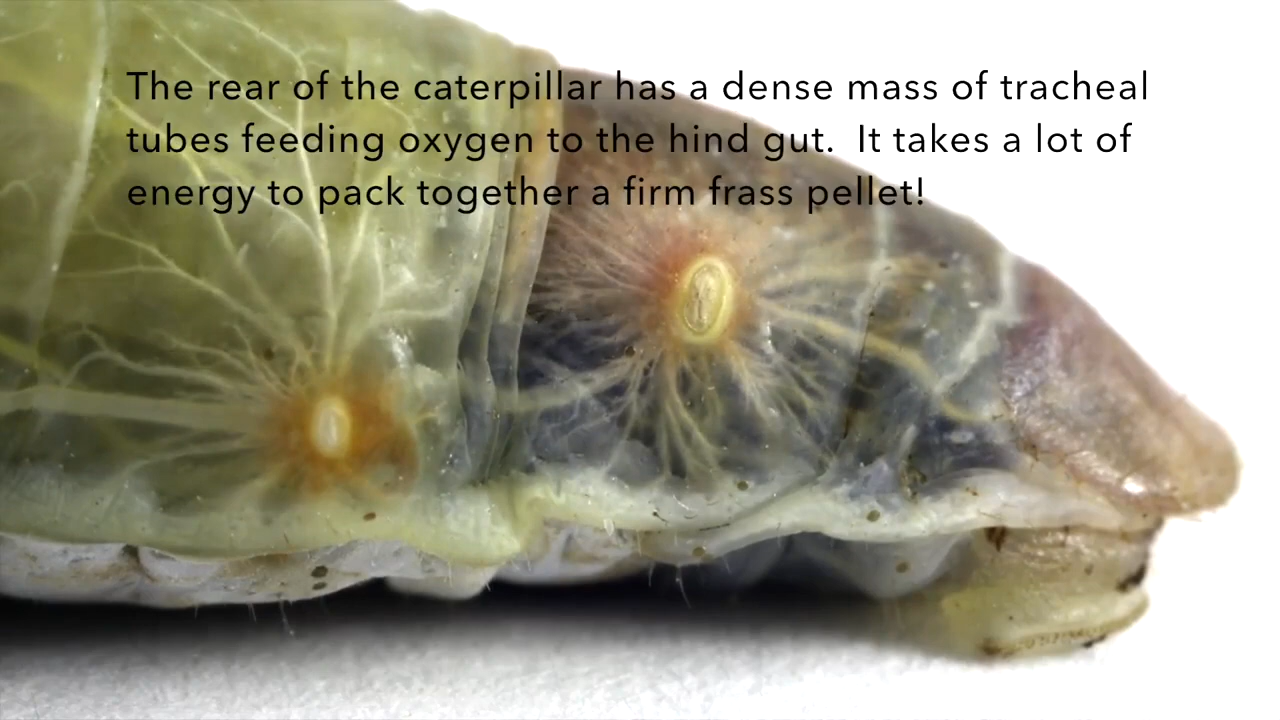 The rear of the caterpillar has a dense mass of tracheal
tubes feeding oxygen to the hind gut.  It takes a lot of
energy to pack together a firm frass pellet!